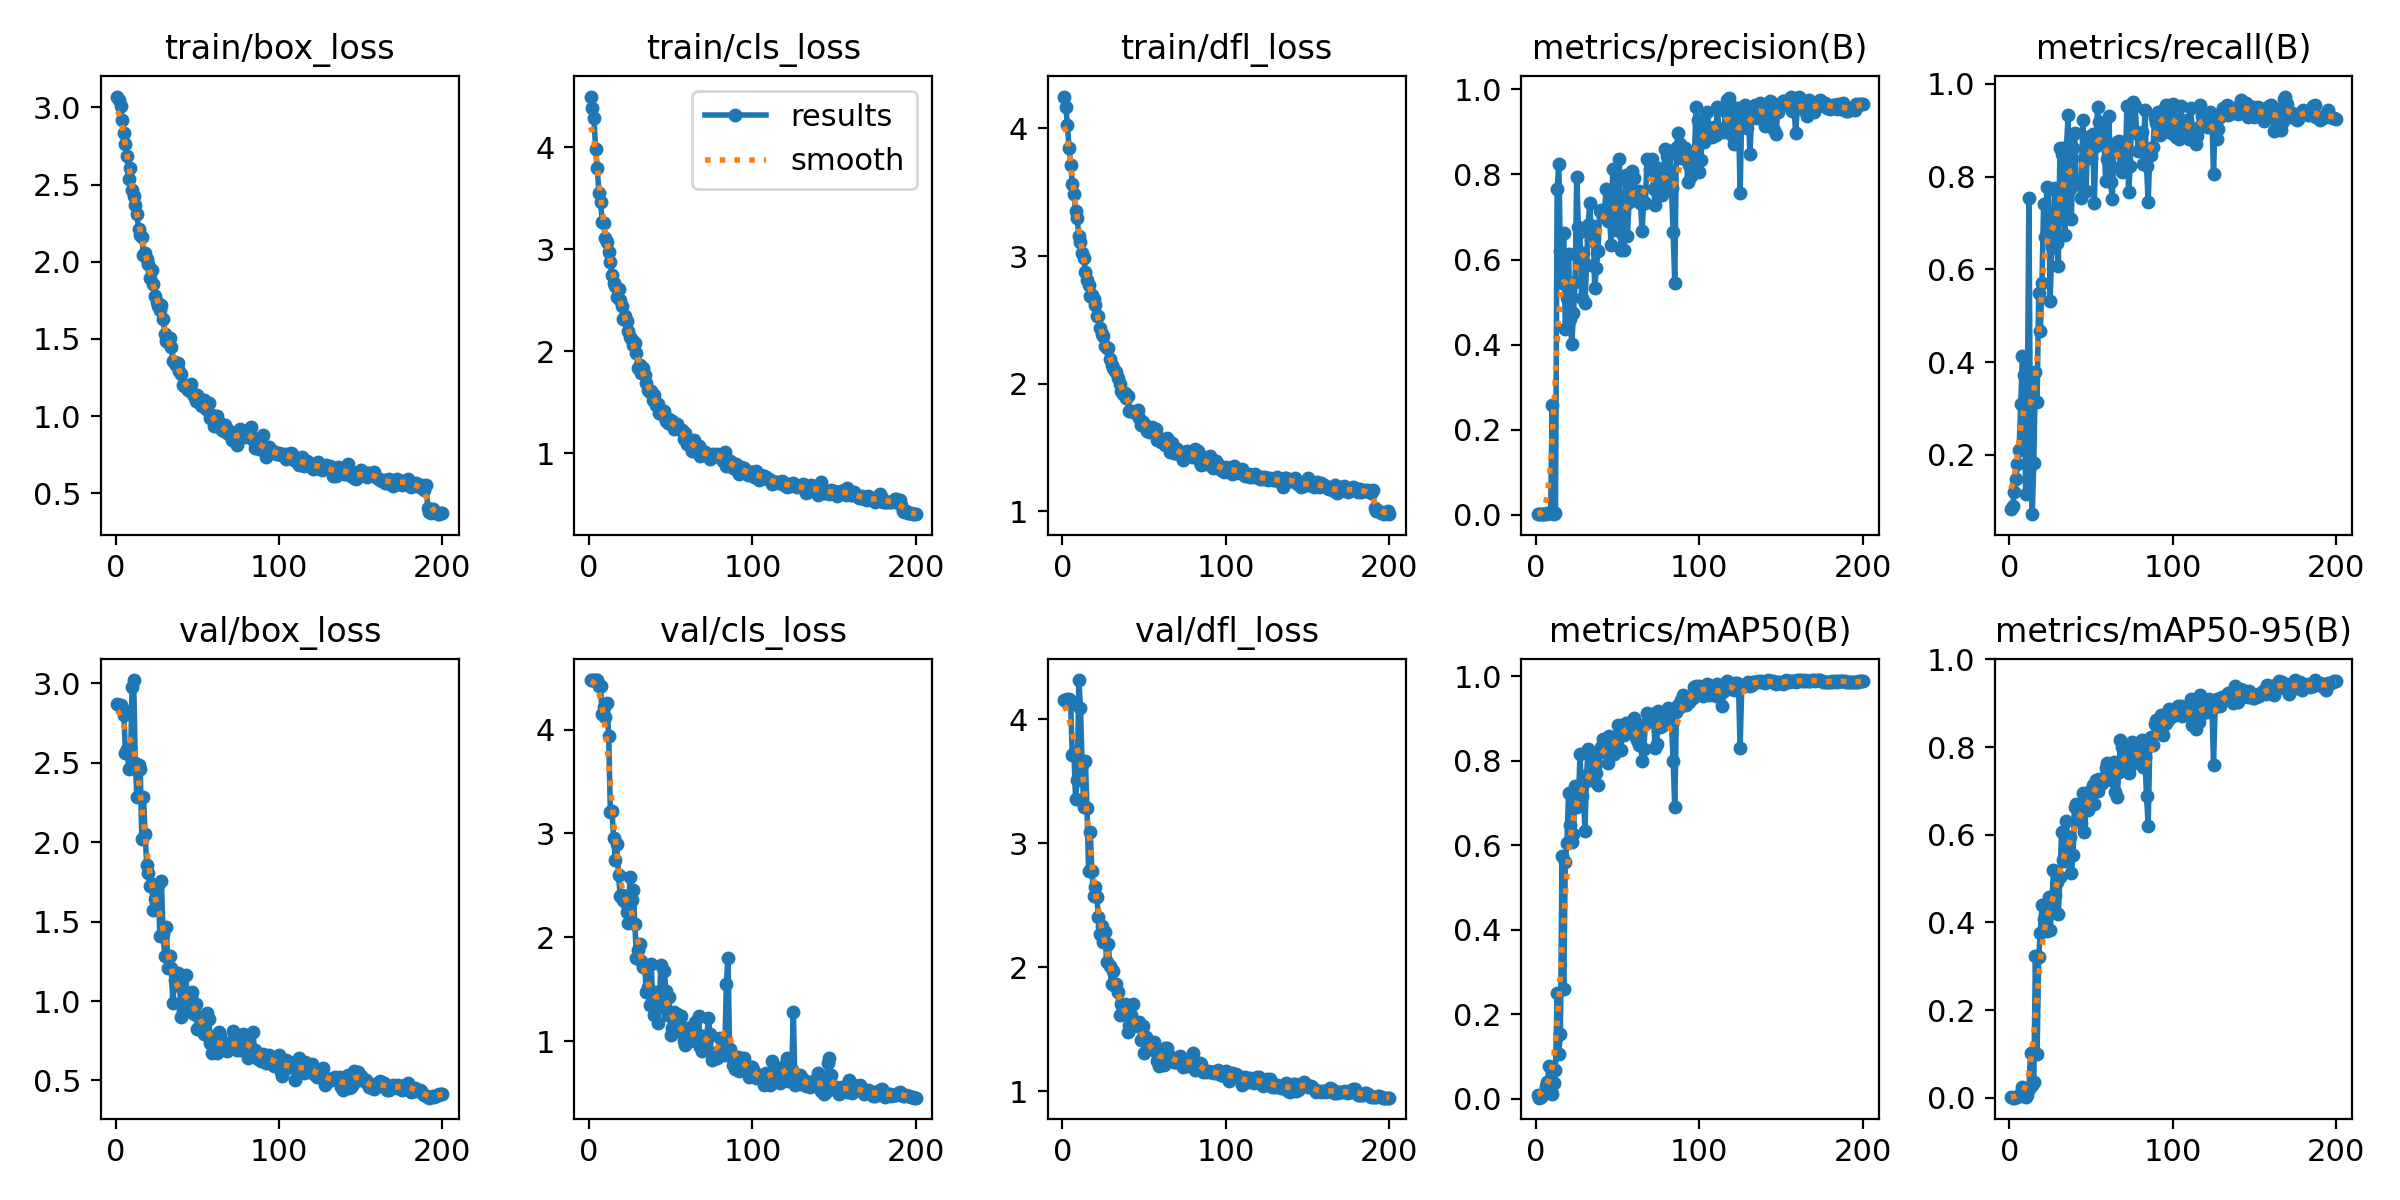 train/box_loss
3.0
2.5
2.0
1.5
1.0
0.5
0 100 200
train/cls_loss
results
smooth
4
3
2
1
0 100 200
train/dfl_loss
4
3
2
1
0 100 200
metrics/precision(B)
1.0
0.8
0.6
0.4
0.2
0.0
0 100 200
metrics/recall(B)
1.0
0.8
0.6
0.4
0.2
0 100 200
val/box_loss
3.0
2.5
2.0
1.5
1.0
0.5
0 100 200
val/cls_loss
4
3
2
1
0 100 200
val/dfl_loss
4
3
2
1
0 100 200
metrics/mAP50(B)
1.0
0.8
0.6
0.4
0.2
0.0
0 100 200
metrics/mAP50-95(B)
1.0
0.8
0.6
0.4
0.2
0.0
0 100 200